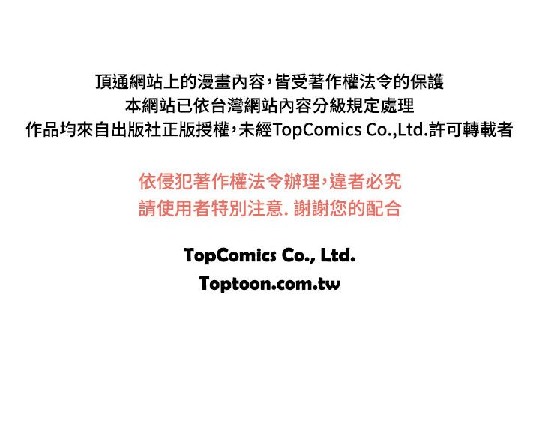 頂通網站上的漫畫內容，皆受著作權法令的保護
本網站已依台灣網站內容分級規定處理
作品均來自出版社正版授權，未經TopComics Co.,Ltd.許可轉載者
依侵犯著作權法令辦理，違者必究
請使用者特別注意. 謝謝您的配合
TopComics Co., Ltd.
Toptoon.com.tw